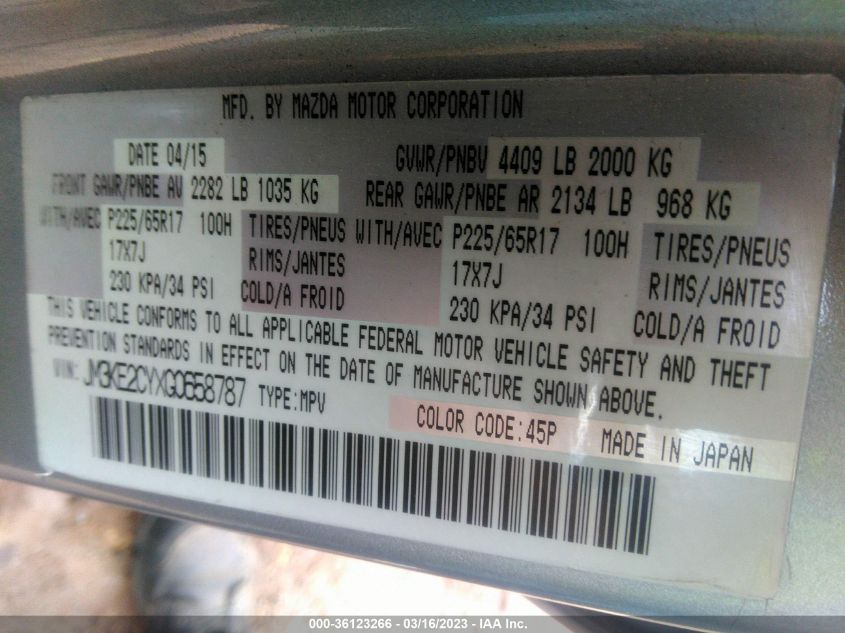 MFD. BY MAZDA MOTOR CORPORATION
DATE 04/15 GVWR/PNBV 4409 LB 2000 KG
FRONT GAWR/PNBE AV 2282 LB 1035 KG REAR GAWR/PNBE AR 2134 LB 968 KG
WITH/AVEC P225/65R17 100H TIRES/PNEUS WITH/AVEC P225/65R17 100H TIRES/PNEUS
17X7J RIMS/JANTES 17X7J RIMS/JANTES
230 KPA/34 PSI COLD/A FROID 230 KPA/34 PSI COLD/A FROID
THIS VEHICLE CONFORMS TO ALL APPLICABLE FEDERAL MOTOR VEHICLE SAFETY AND THEFT
PREVENTION STANDARDS IN EFFECT ON THE DATE OF MANUFACTURE SHOWN ABOVE.
VIN: JM3KE2CYXG0658787 TYPE:MPV
COLOR CODE:45P MADE IN JAPAN
000-36123266 - 03/16/2023 - IAA Inc.